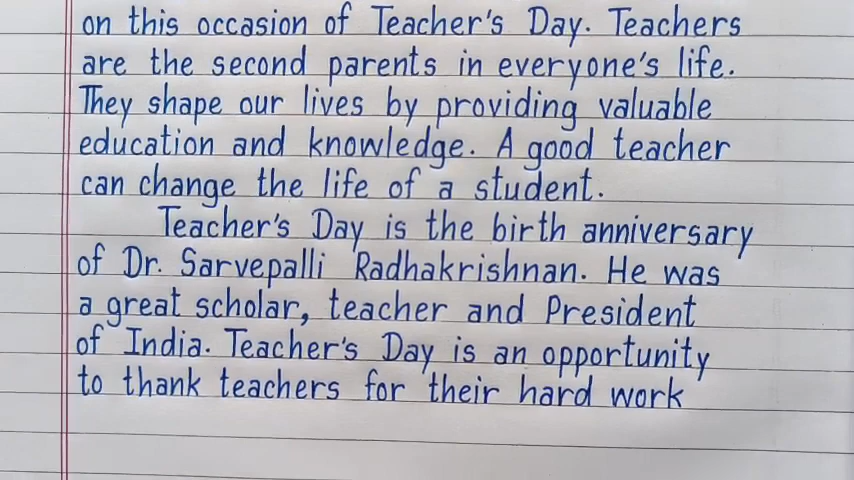 on this occasion of Teacher's Day. Teachers
are the second parents in everyone's life.
They shape our lives by providing valuable
education and knowledge. A good teacher
can change the life of a student.
Teacher's Day is the birth anniversary
of Dr. Sarvepalli Radhakrishnan. He was
a great scholar, teacher and President
of India. Teacher's Day is an opportunity
to thank teachers for their hard work